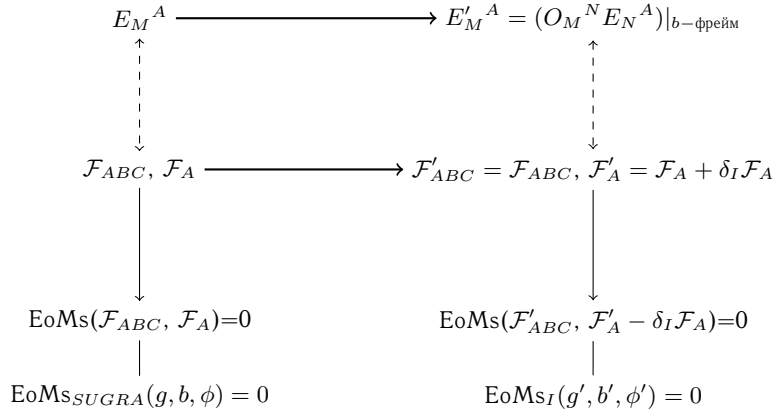 E_M^A E'_M^A = (O_M^N E_N^A)|_{b−фрейм}
𝓕_{ABC}, 𝓕_A 𝓕'_{ABC} = 𝓕_{ABC}, 𝓕'_A = 𝓕_A + δ_I 𝓕_A
EoMs(𝓕_{ABC}, 𝓕_A)=0 EoMs(𝓕'_{ABC}, 𝓕'_A − δ_I 𝓕_A)=0
EoMs_{SUGRA}(g, b, ϕ) = 0 EoMs_I(g′, b′, ϕ′) = 0